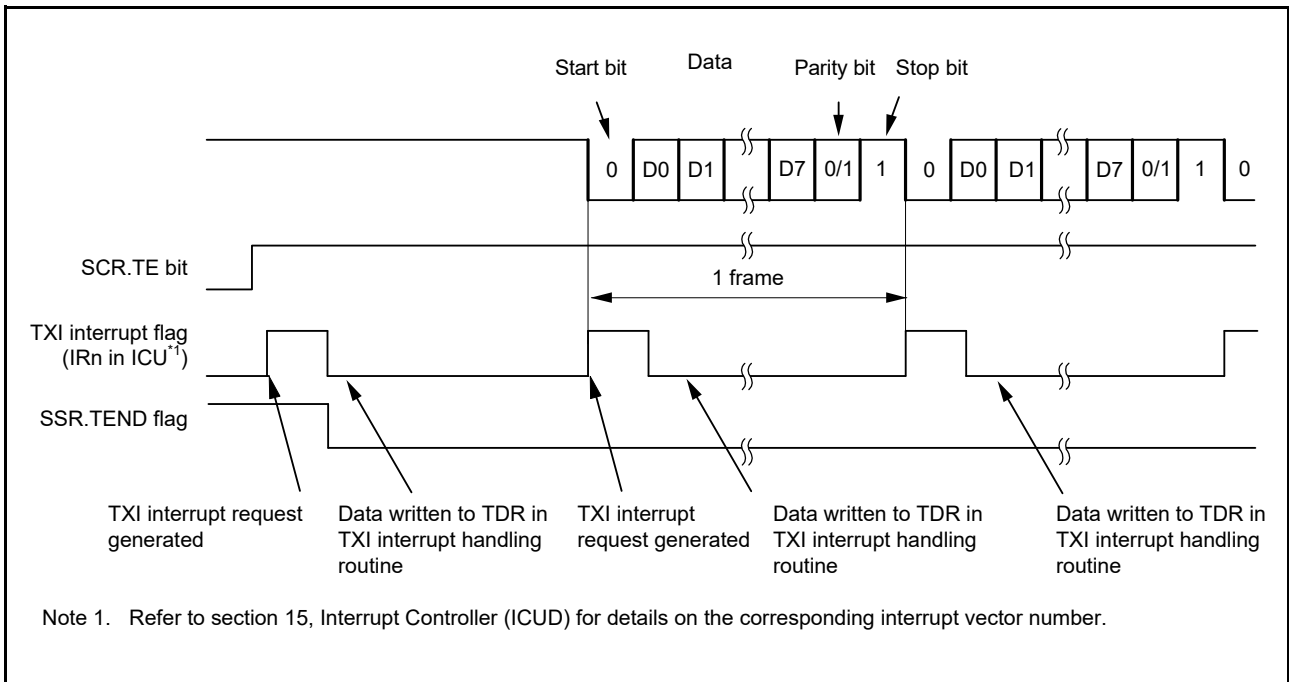 Start bit
Data
Parity bit
Stop bit
0 D0 D1 D7 0/1 1 0 D0 D1 D7 0/1 1 0
SCR.TE bit
1 frame
TXI interrupt flag
(IRn in ICU*1)
SSR.TEND flag
TXI interrupt request
generated
Data written to TDR in
TXI interrupt handling
routine
TXI interrupt
request generated
Data written to TDR in
TXI interrupt handling
routine
Data written to TDR in
TXI interrupt handling
routine
Note 1. Refer to section 15, Interrupt Controller (ICUD) for details on the corresponding interrupt vector number.